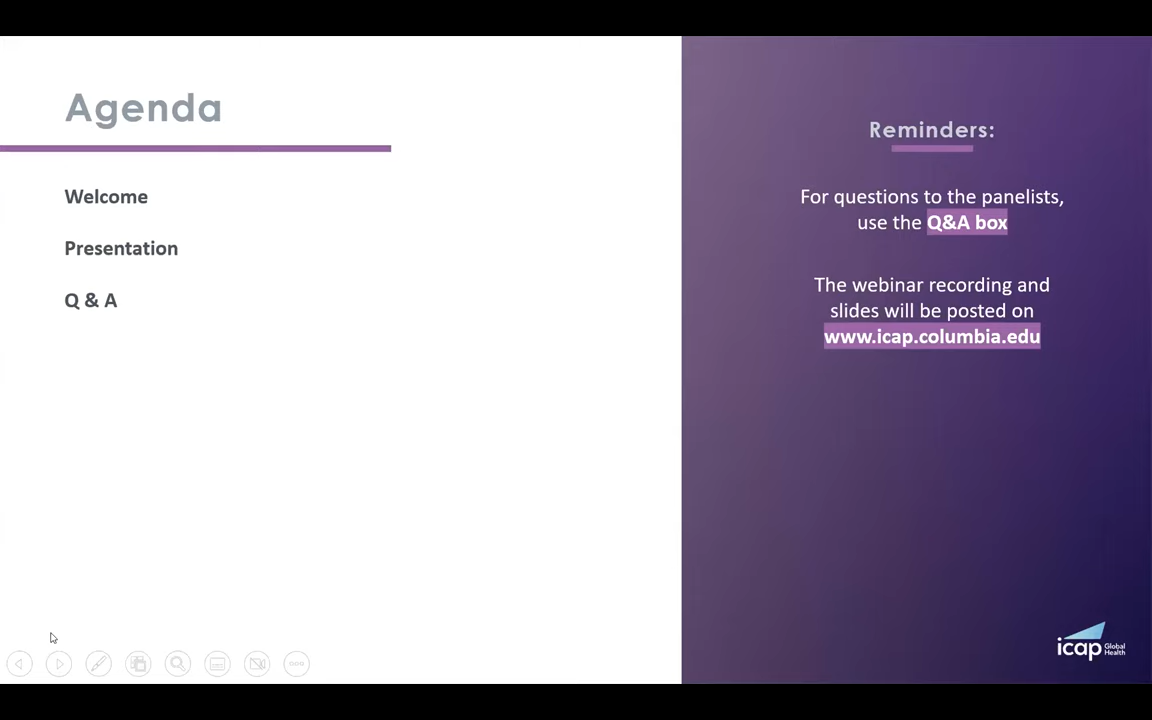 Agenda
Welcome
Presentation
Q & A
Reminders:
For questions to the panelists,
use the Q&A box
The webinar recording and
slides will be posted on
www.icap.columbia.edu
icap Global
Health